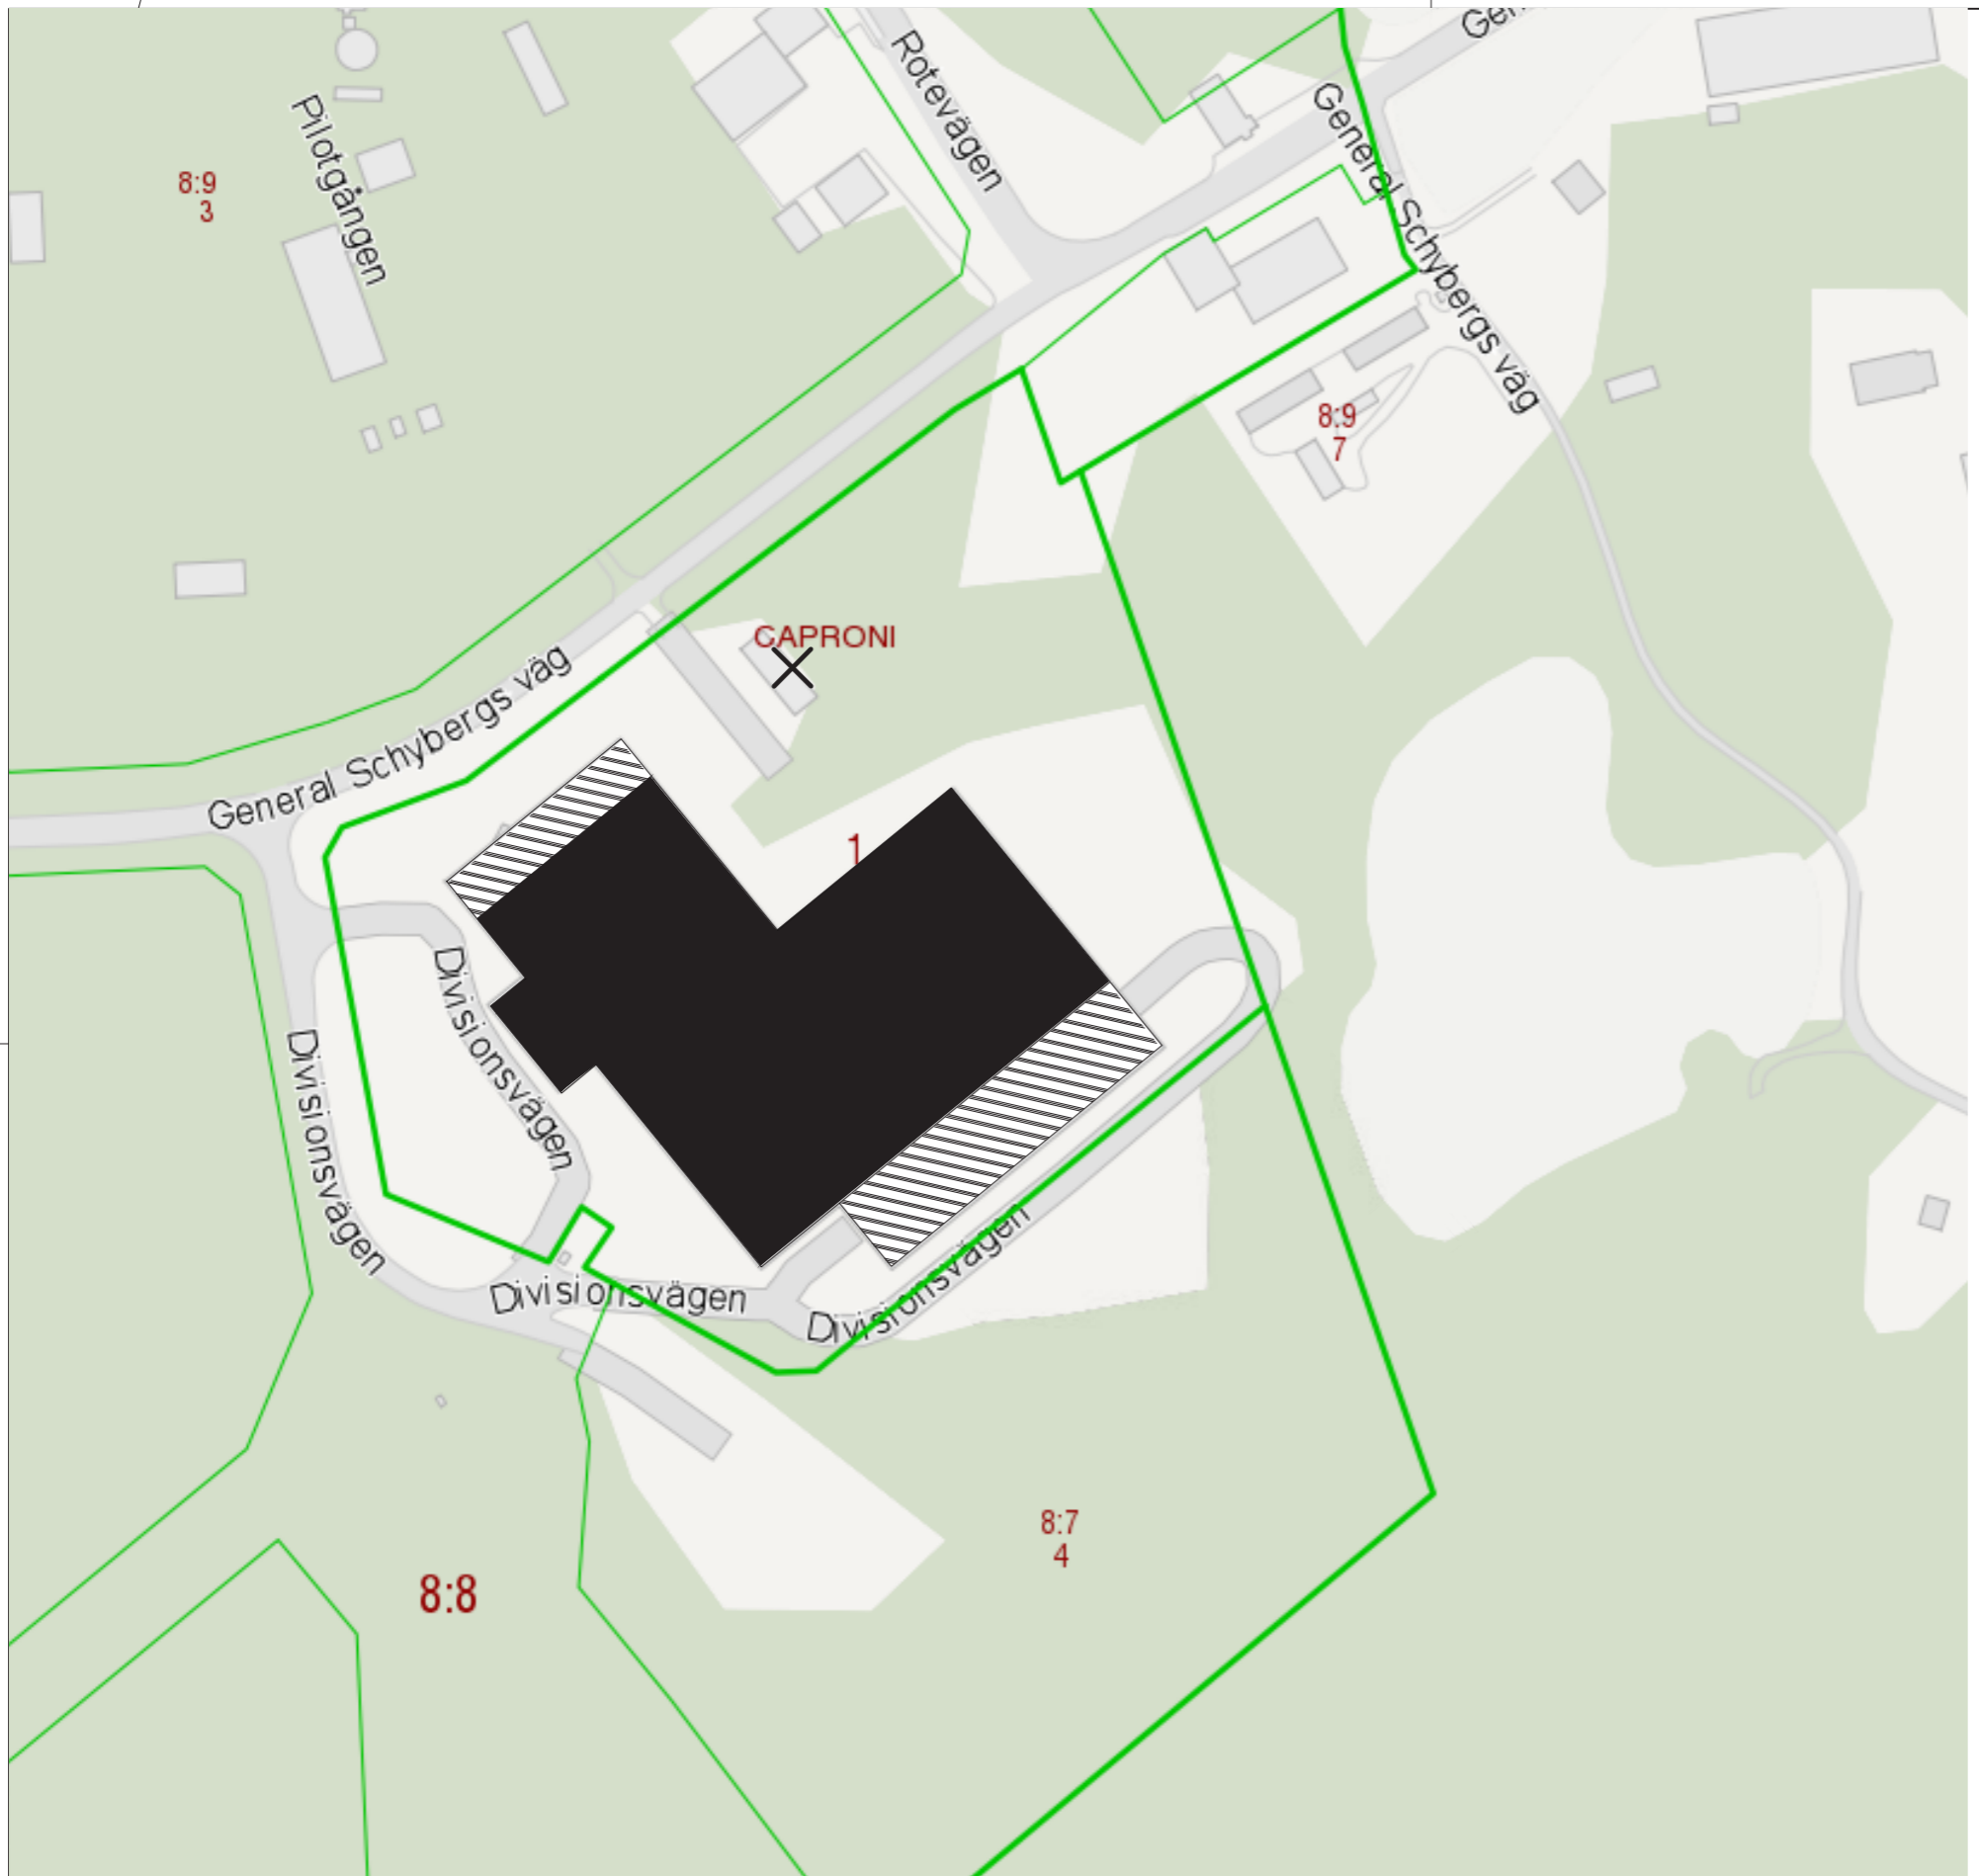 Rotevägen
General Schybergs väg
Pilotgången
8:9
3
8:9
7
CAPRONI
General Schybergs väg
1
Divisionsvägen
Divisionsvägen
Divisionsvägen
Divisionsvägen
8:7
4
8:8